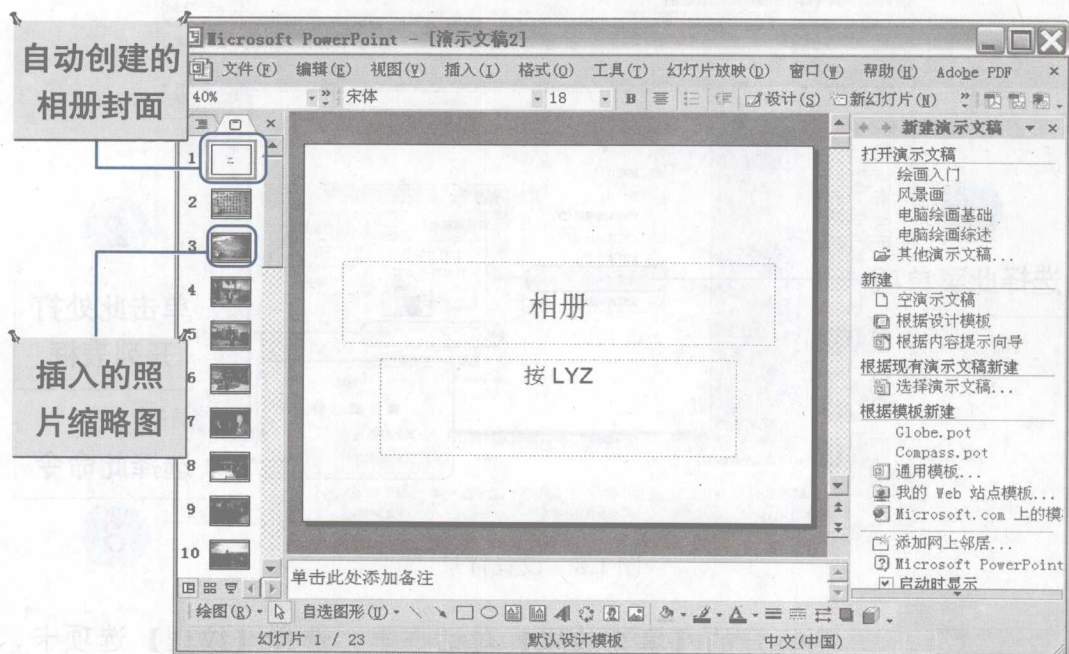 自动创建的
相册封面
Microsoft PowerPoint - [演示文稿2]
文件(F) 编辑(E) 视图(V) 插入(I) 格式(O) 工具(T) 幻灯片放映(D) 窗口(W) 帮助(H) Adobe PDF ×
40% 宋体 18 B 设计(S) 新幻灯片(N)
新建演示文稿
打开演示文稿
绘画入门
风景画
电脑绘画基础
电脑绘画综述
其他演示文稿...
新建
空演示文稿
根据设计模板
根据内容提示向导
根据现有演示文稿新建
选择演示文稿...
根据模板新建
Globe.pot
Compass.pot
通用模板...
我的 Web 站点模板...
Microsoft.com 上的模
添加网上邻居...
Microsoft PowerPoint
启动时显示
1
2
3
4
5
6
7
8
9
10
插入的照
片缩略图
相册
按 LYZ
单击此处添加备注
绘图(R) 自选图形(U)
幻灯片 1 / 23 默认设计模板 中文(中国)